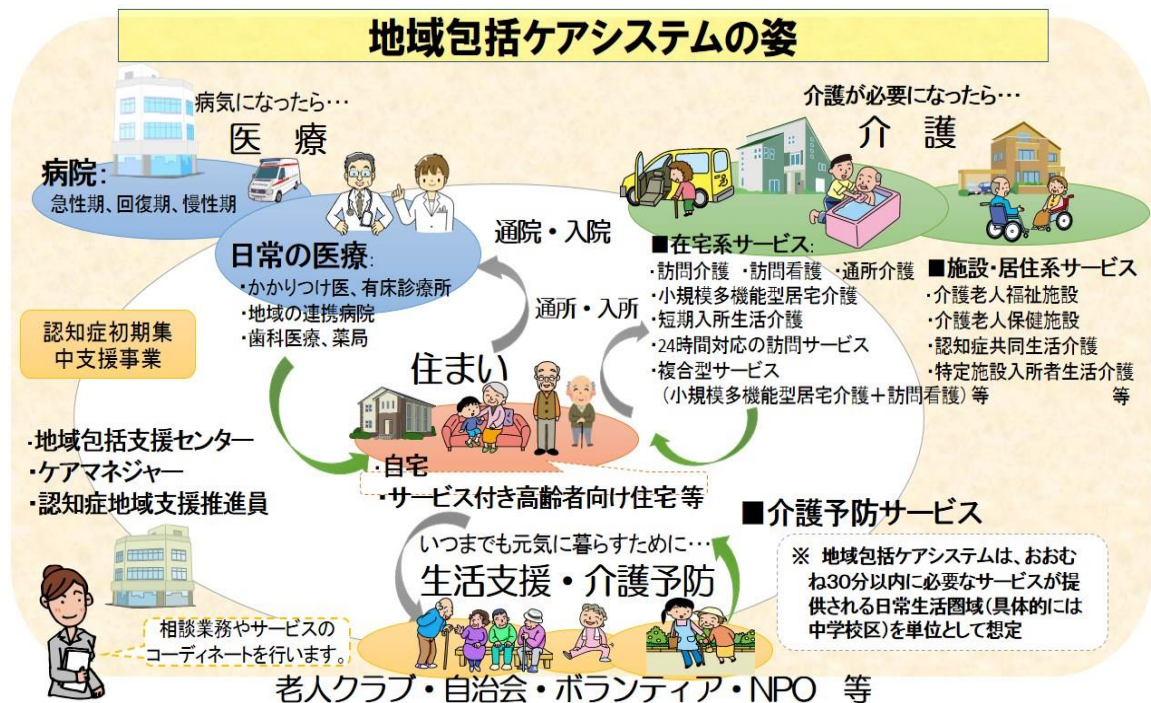 地域包括ケアシステムの姿
病気になったら…
医 療
病院:
急性期、回復期、慢性期
日常の医療:
・かかりつけ医、有床診療所
・地域の連携病院
・歯科医療、薬局
認知症初期集
中支援事業
通院・入院
通所・入所
介護が必要になったら…
介 護
■在宅系サービス:
・訪問介護 ・訪問看護 ・通所介護
・小規模多機能型居宅介護
・短期入所生活介護
・24時間対応の訪問サービス
・複合型サービス
(小規模多機能型居宅介護+訪問看護)等
■施設・居住系サービス
・介護老人福祉施設
・介護老人保健施設
・認知症共同生活介護
・特定施設入所者生活介護
等
住まい
・自宅
・サービス付き高齢者向け住宅 等
・地域包括支援センター
・ケアマネジャー
・認知症地域支援推進員
相談業務やサービスの
コーディネートを行います。
いつまでも元気に暮らすために…
生活支援・介護予防
■介護予防サービス
※ 地域包括ケアシステムは、おおむ
ね30分以内に必要なサービスが提
供される日常生活圏域(具体的には
中学校区)を単位として想定
老人クラブ・自治会・ボランティア・NPO 等